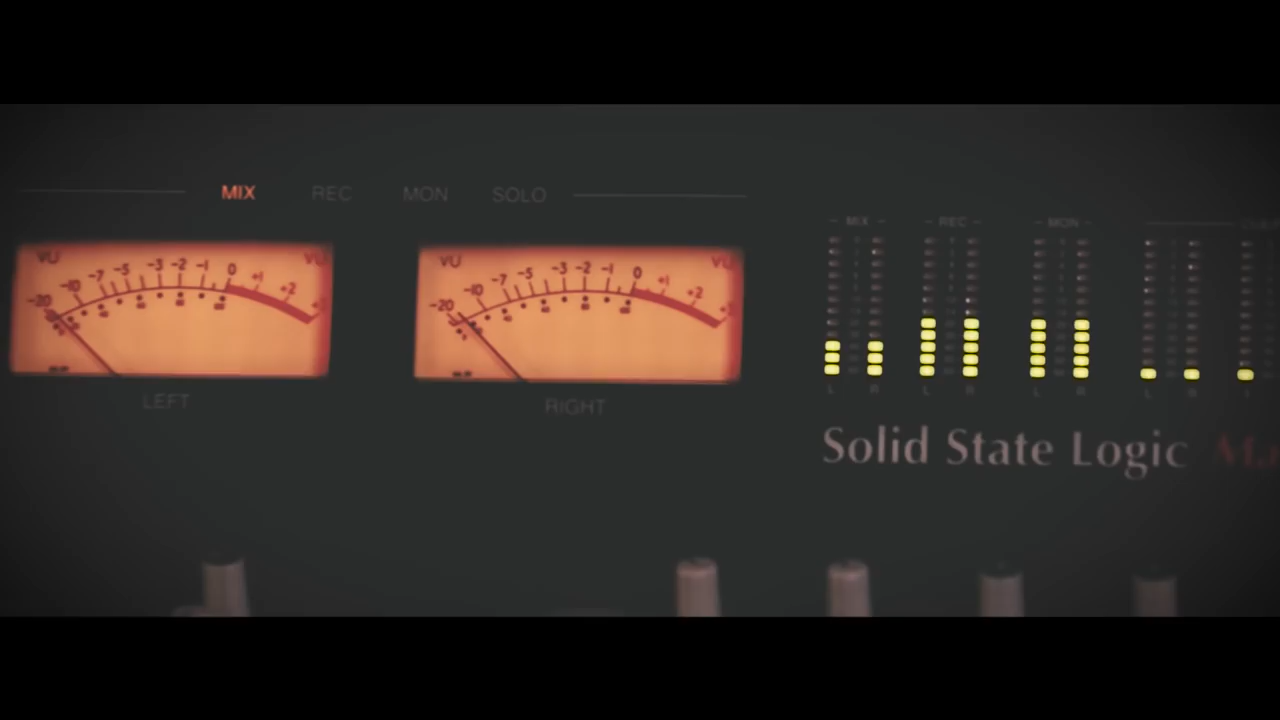 MIX REC MON SOLO
VU VU
-20 -10 -7 -5 -3 -2 -1 0 +1 +2
VU VU
-20 -10 -7 -5 -3 -2 -1 0 +1 +2
LEFT
RIGHT
MIX REC MON
L R L R L R L R
Solid State Logic